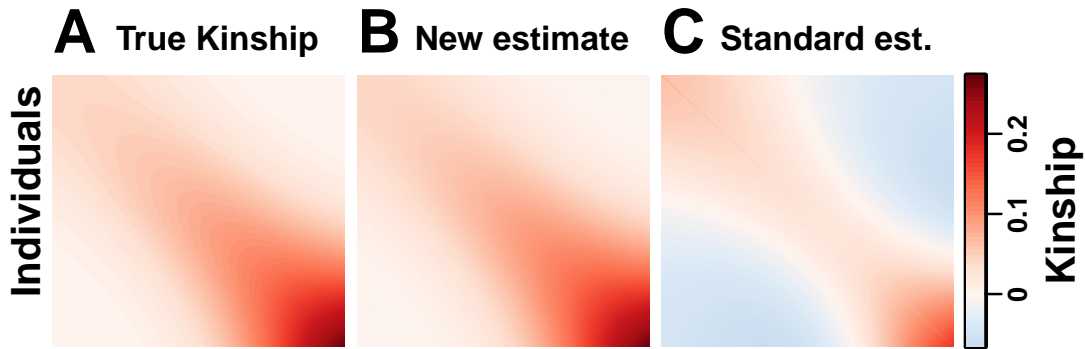 A True Kinship
B New estimate
C Standard est.
Individuals
0.2
0.1
0
Kinship